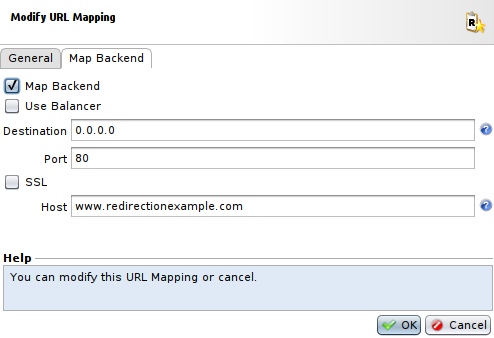 Modify URL Mapping
R
General Map Backend
Map Backend
Use Balancer
Destination 0.0.0.0 ?
Port 80
SSL
Host www.redirectionexample.com ?
Help
You can modify this URL Mapping or cancel.
OK Cancel